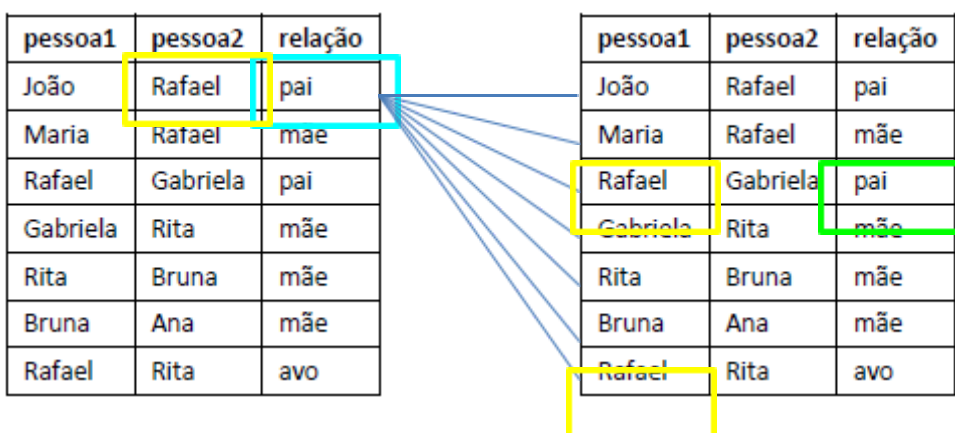 pessoa1 pessoa2 relação pessoa1 pessoa2 relação
João Rafael pai João Rafael pai
Maria Rafael mãe Maria Rafael mãe
Rafael Gabriela pai Rafael Gabriela pai
Gabriela Rita mãe Gabriela Rita mãe
Rita Bruna mãe Rita Bruna mãe
Bruna Ana mãe Bruna Ana mãe
Rafael Rita avo Rafael Rita avo